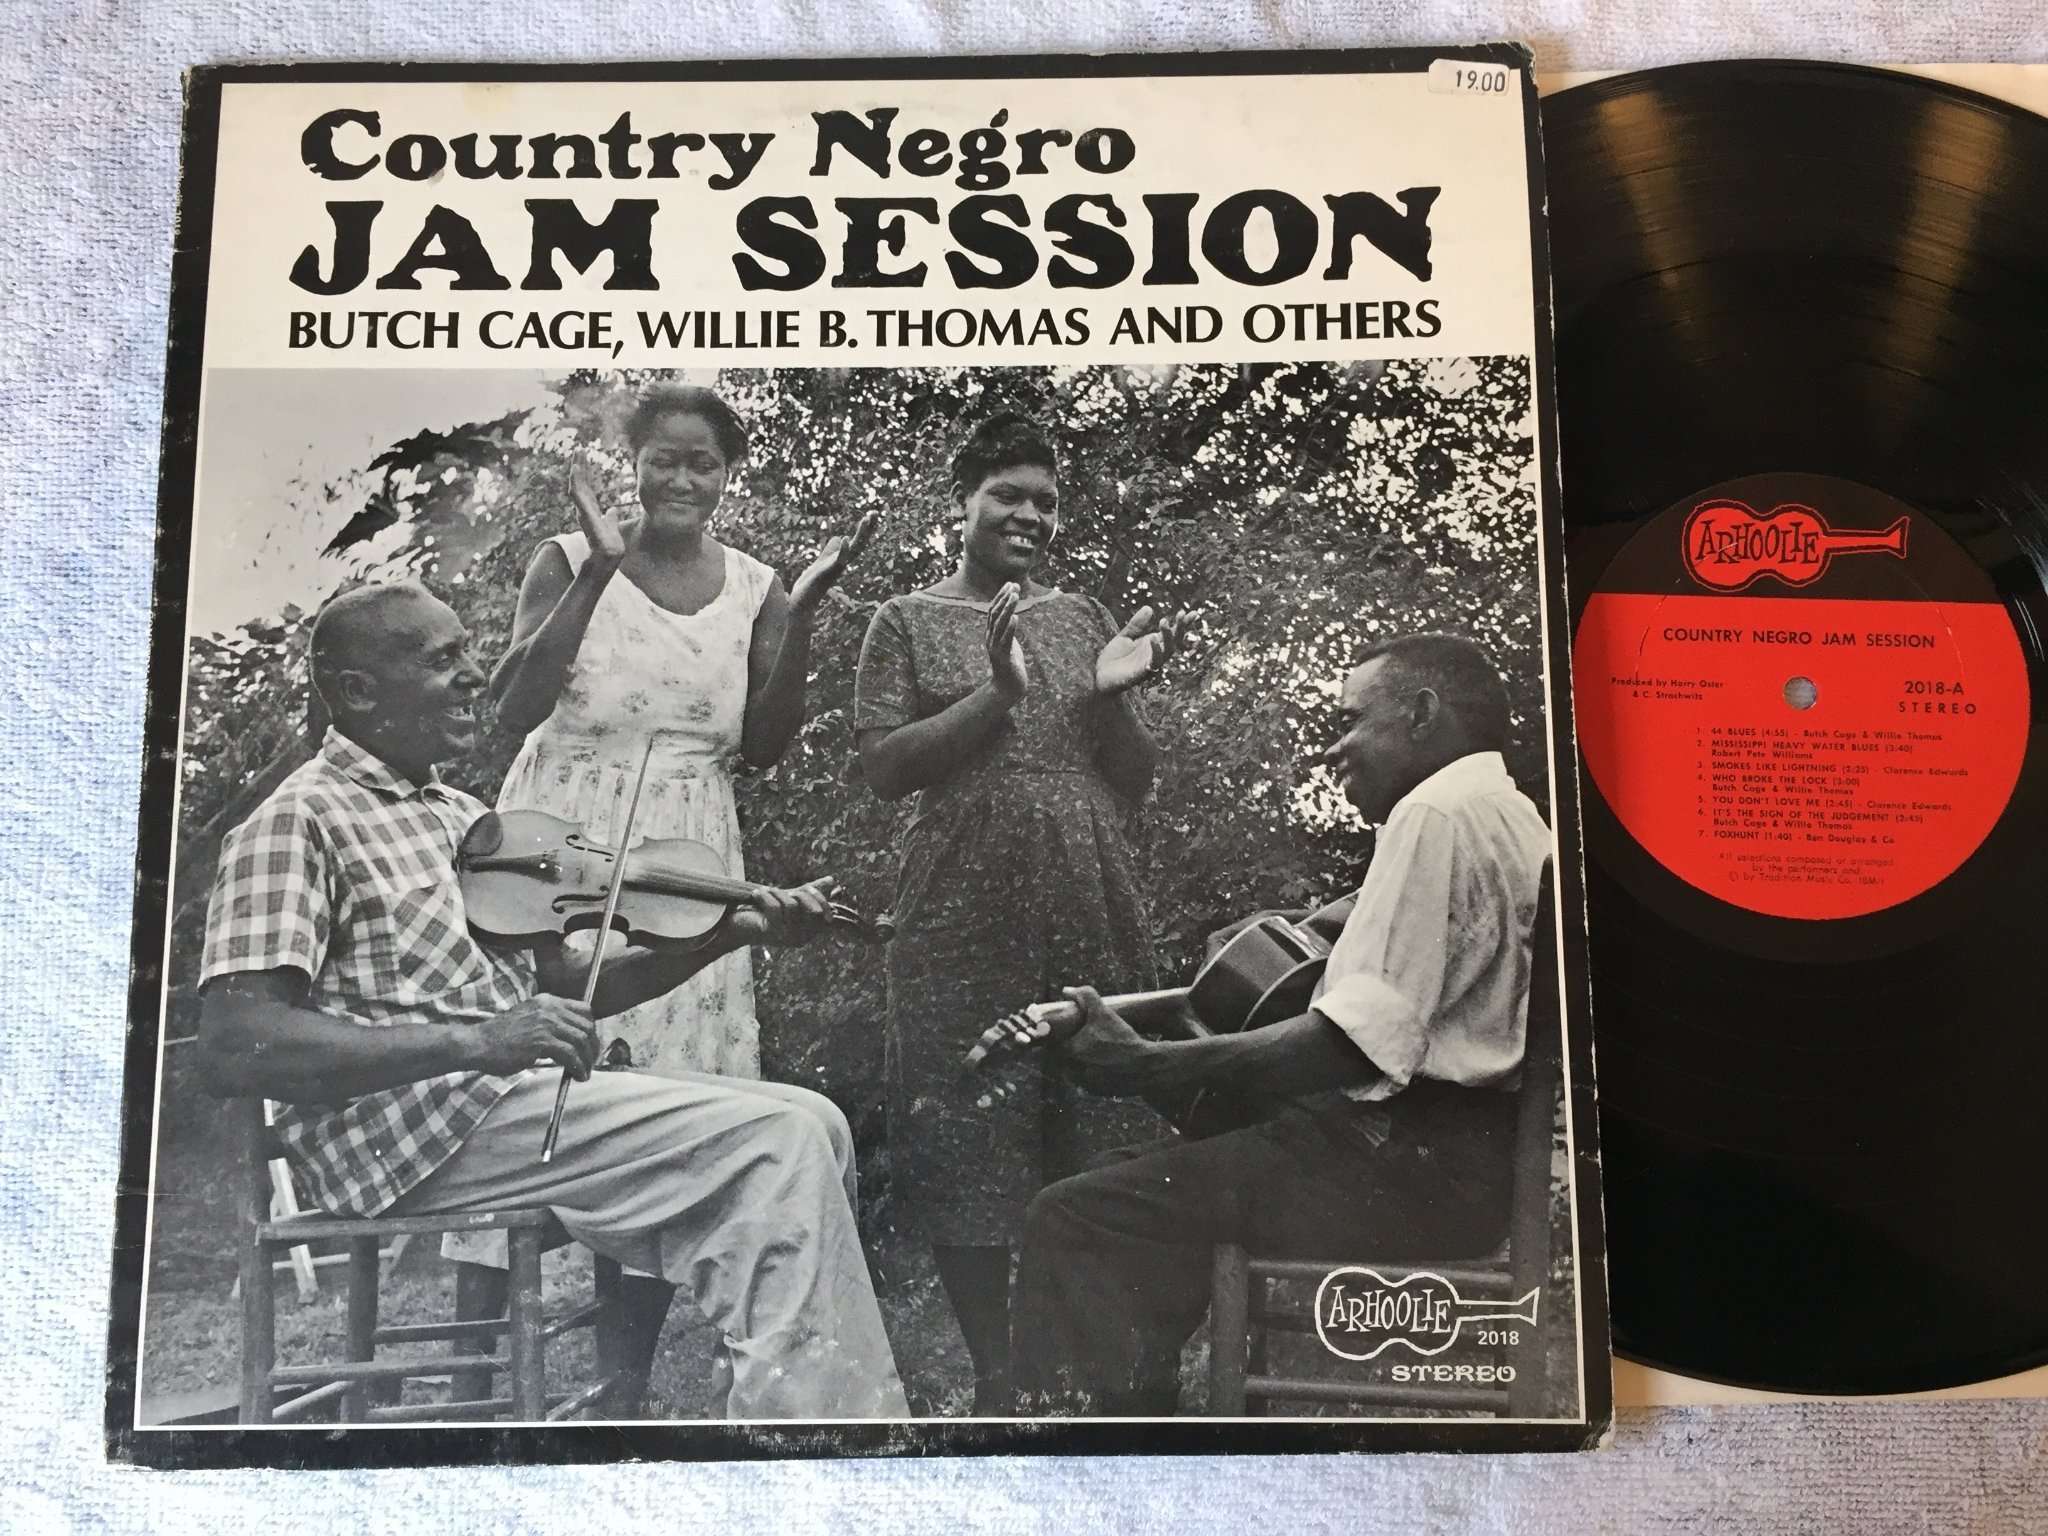 19.00
Country Negro
JAM SESSION
BUTCH CAGE, WILLIE B. THOMAS AND OTHERS
ARHOOLIE
2018
STEREO
ARHOOLIE
COUNTRY NEGRO JAM SESSION
Produced by Harry Oster
& C. Strachwitz
2018-A
STEREO
1. 44 BLUES (4:55) - Butch Cage & Willie Thomas
2. MISSISSIPPI HEAVY WATER BLUES (3:40)
Robert Pete Williams
3. SMOKES LIKE LIGHTNING (2:25) - Clarence Edwards
4. WHO BROKE THE LOCK (3:00)
Butch Cage & Willie Thomas
5. YOU DON'T LOVE ME (2:45) - Clarence Edwards
6. IT'S THE SIGN OF THE JUDGEMENT (2:45)
Butch Cage & Willie Thomas
7. FOXHUNT (1:40) - Ben Douglas & Co.
All selections composed or arranged
by the performers and
© by Tradition Music Co. (BMI)